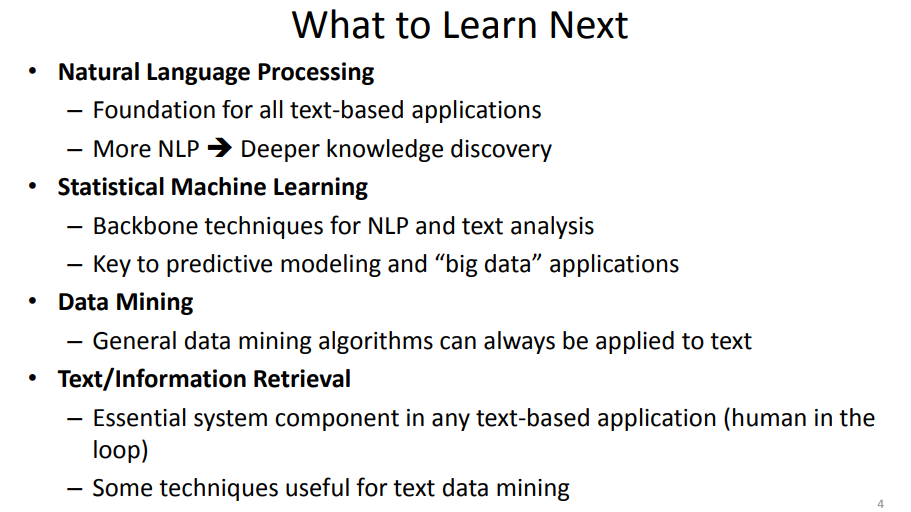 What to Learn Next
• Natural Language Processing
– Foundation for all text-based applications
– More NLP ➔ Deeper knowledge discovery
• Statistical Machine Learning
– Backbone techniques for NLP and text analysis
– Key to predictive modeling and “big data” applications
• Data Mining
– General data mining algorithms can always be applied to text
• Text/Information Retrieval
– Essential system component in any text-based application (human in the
loop)
– Some techniques useful for text data mining
4